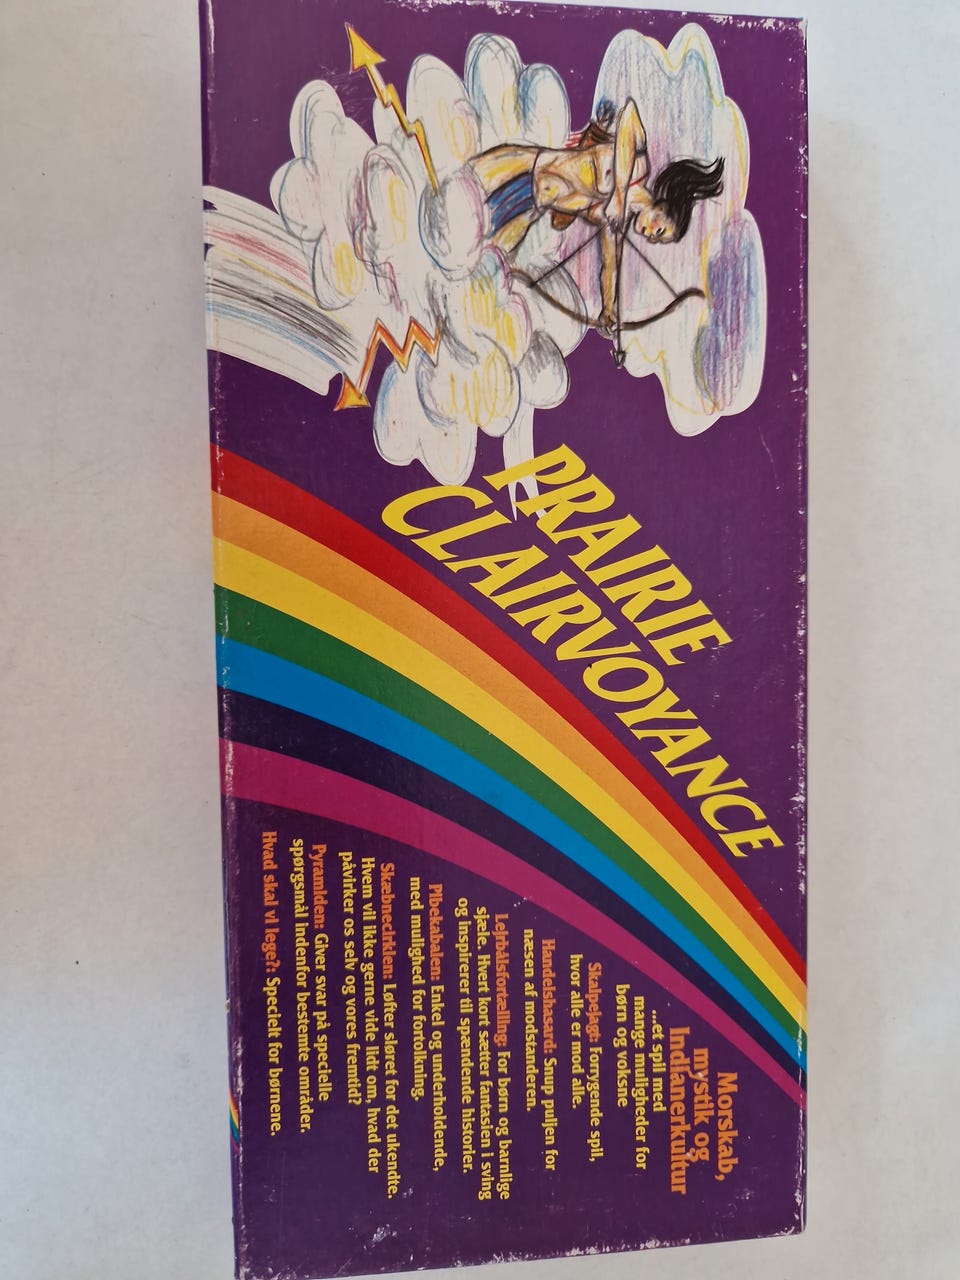 PRAIRIE
CLAIRVOYANCE
Morskab,
mystik og
Indianerkultur
...et spil med
mange muligheder for
børn og voksne
Skalpejagt: Forrygende spil,
hvor alle er mod alle.
Handelshasard: Snup puljen for
næsen af modstanderen.
Lejrbålsfortælling: For børn og barnlige
sjæle. Hvert kort sætter fantasien i sving
og inspirerer til spændende historier.
Pibekabalen: Enkel og underholdende,
med mulighed for fortolkning.
Skæbnecirklen: Løfter sløret for det ukendte.
Hvem vil ikke gerne vide lidt om, hvad der
påvirker os selv og vores fremtid?
Pyramiden: Giver svar på specielle
spørgsmål indenfor bestemte områder.
Hvad skal vi lege?: Specielt for børnene.